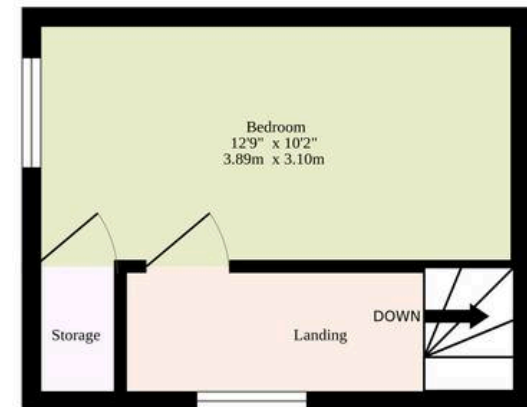 Bedroom
12'9" x 10'2"
3.89m x 3.10m
DOWN
Storage
Landing